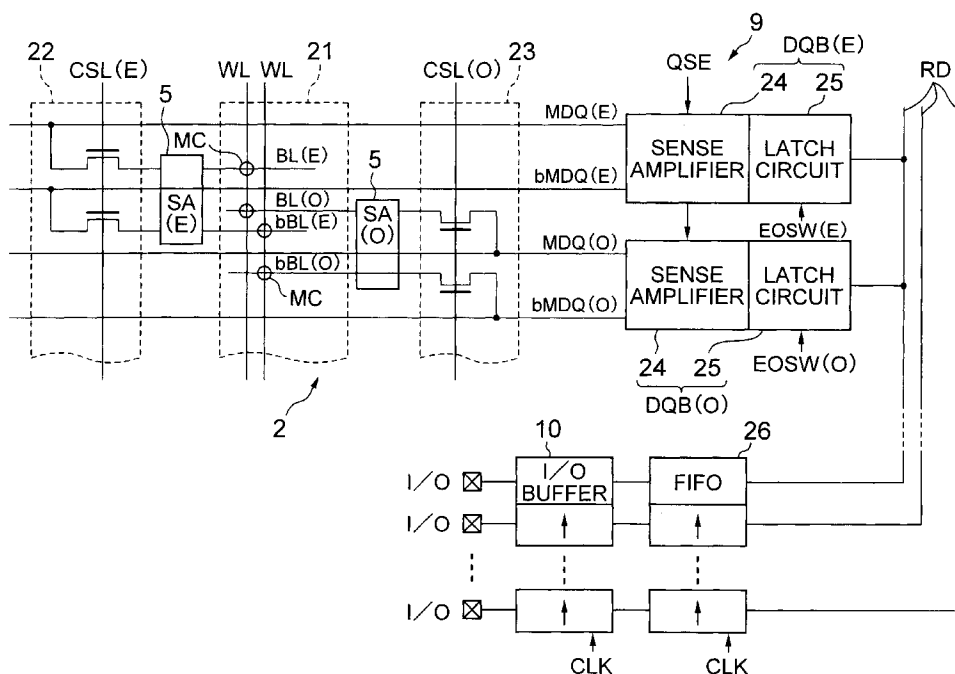 9
22
21
23
DQB(E)
CSL(E)
WL
WL
CSL(O)
QSE
24
25
RD
5
MDQ(E)
MC
BL(E)
SENSE AMPLIFIER
LATCH CIRCUIT
bMDQ(E)
5
SA (E)
BL(O)
SA (O)
bBL(E)
EOSW(E)
MDQ(O)
bBL(O)
SENSE AMPLIFIER
LATCH CIRCUIT
MC
bMDQ(O)
24
25
EOSW(O)
2
DQB(O)
10
26
I/O
I/O BUFFER
FIFO
I/O
I/O
CLK
CLK